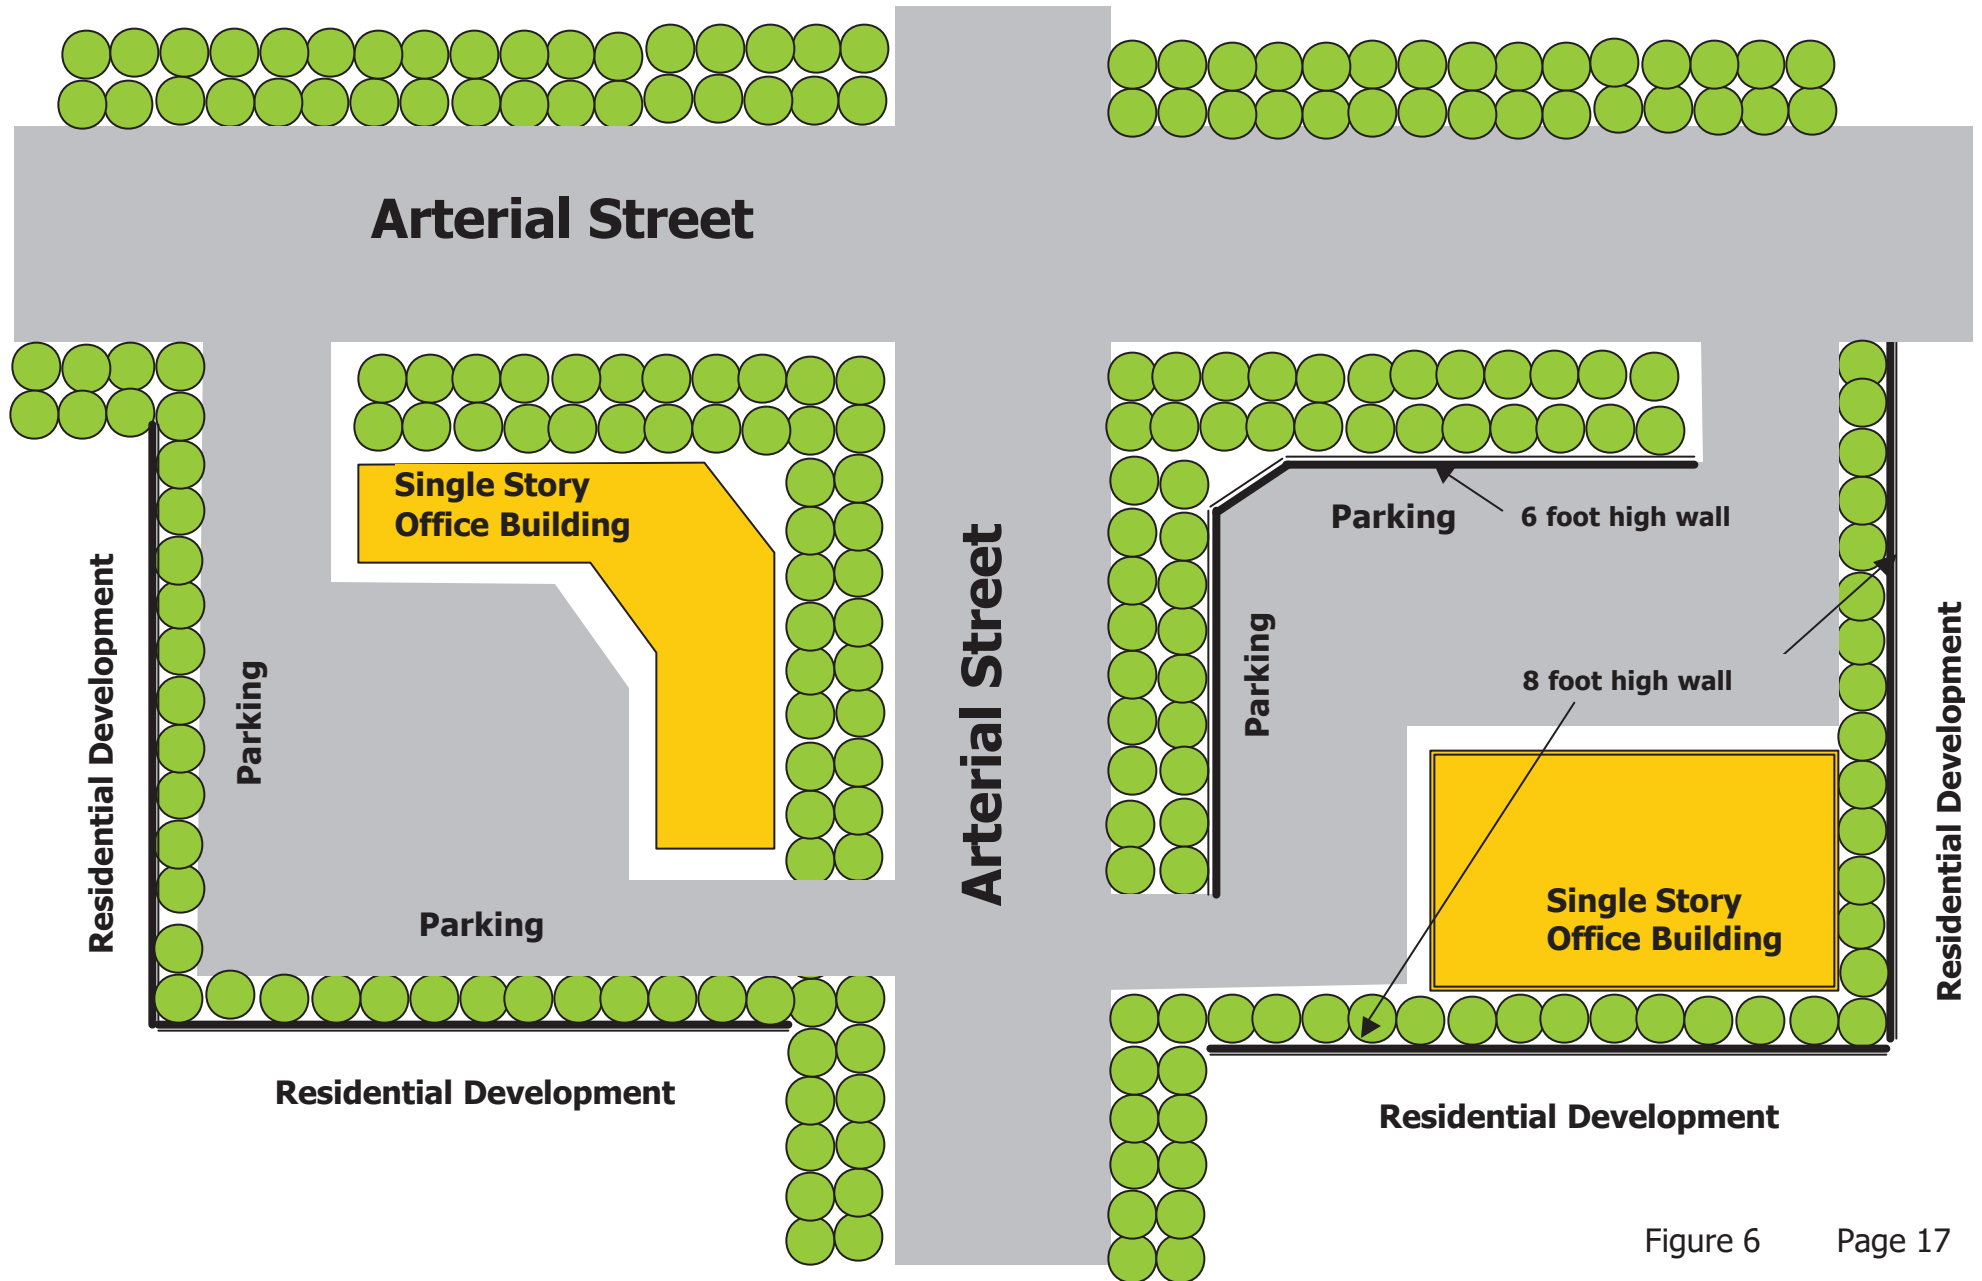 Arterial Street
Single Story
Office Building
Parking
6 foot high wall
Residential Development
Parking
Arterial Street
Parking
8 foot high wall
Residential Development
Parking
Single Story
Office Building
Residential Development
Residential Development
Figure 6 Page 17